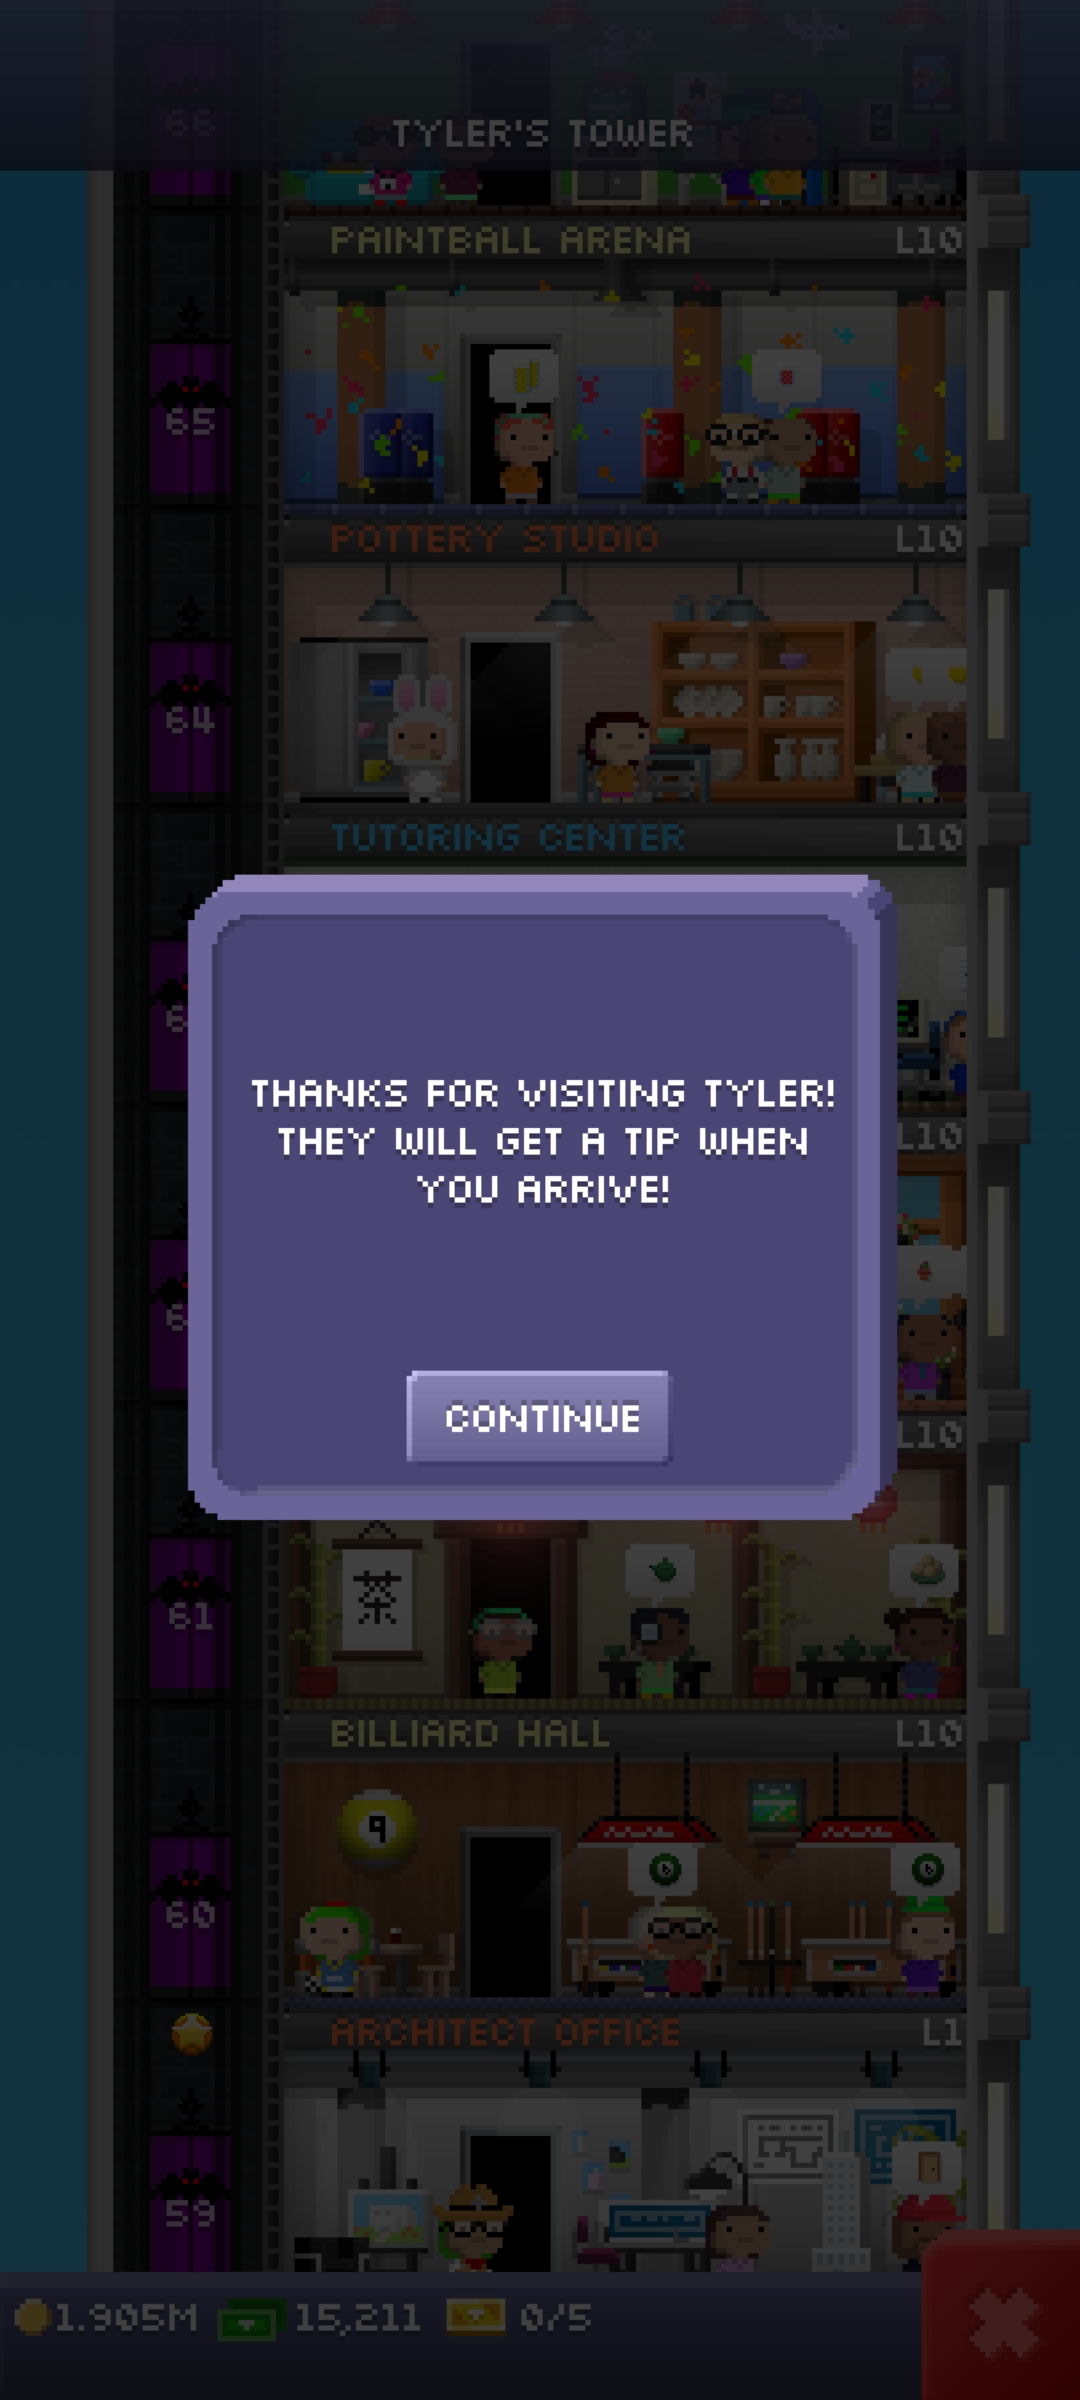 66
TYLER'S TOWER
PAINTBALL ARENA L10
65
POTTERY STUDIO L10
64
TUTORING CENTER L10
THANKS FOR VISITING TYLER!
THEY WILL GET A TIP WHEN
YOU ARRIVE!
L10
L10
CONTINUE
茶
61
BILLIARD HALL L10
9
60
ARCHITECT OFFICE L1
59
1.905M 15,211 0/5